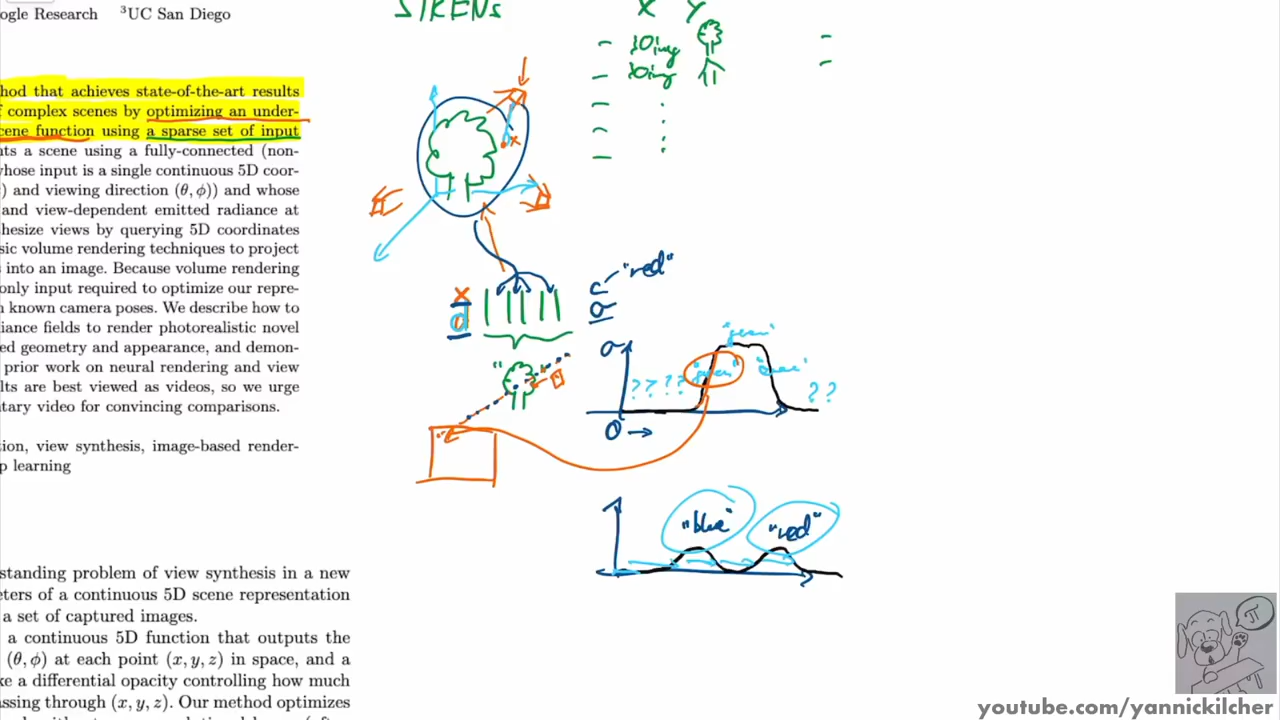 ogle Research ³UC San Diego
SIRENs
X Y
hod that achieves state-of-the-art results
f complex scenes by optimizing an under-
cene function using a sparse set of input
nts a scene using a fully-connected (non-
whose input is a single continuous 5D coor-
) and viewing direction (θ, ϕ)) and whose
and view-dependent emitted radiance at
hesize views by querying 5D coordinates
sic volume rendering techniques to project
s into an image. Because volume rendering
only input required to optimize our repre-
n known camera poses. We describe how to
liance fields to render photorealistic novel
ed geometry and appearance, and demon-
prior work on neural rendering and view
lts are best viewed as videos, so we urge
tary video for convincing comparisons.
ion, view synthesis, image-based render-
p learning
x
"red"
x
c
d
σ
σ
"green"
? ? ? ?
? ?
0 →
"blue" "red"
standing problem of view synthesis in a new
eters of a continuous 5D scene representation
a set of captured images.
a continuous 5D function that outputs the
(θ, ϕ) at each point (x, y, z) in space, and a
ke a differential opacity controlling how much
assing through (x, y, z). Our method optimizes
π
youtube.com/yannickilcher